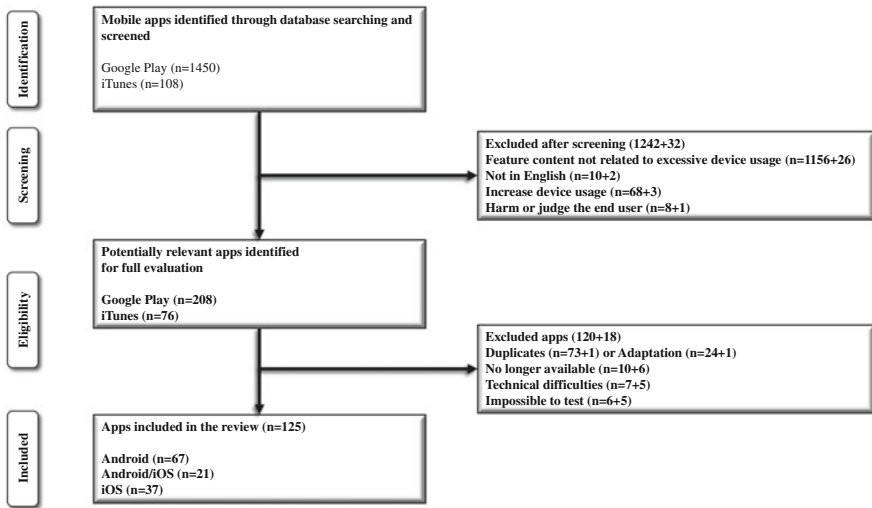 Identification
Mobile apps identified through database searching and
screened
Google Play (n=1450)
iTunes (n=108)
Screening
Excluded after screening (1242+32)
Feature content not related to excessive device usage (n=1156+26)
Not in English (n=10+2)
Increase device usage (n=68+3)
Harm or judge the end user (n=8+1)
Eligibility
Potentially relevant apps identified
for full evaluation
Google Play (n=208)
iTunes (n=76)
Excluded apps (120+18)
Duplicates (n=73+1) or Adaptation (n=24+1)
No longer available (n=10+6)
Technical difficulties (n=7+5)
Impossible to test (n=6+5)
Included
Apps included in the review (n=125)
Android (n=67)
Android/iOS (n=21)
iOS (n=37)